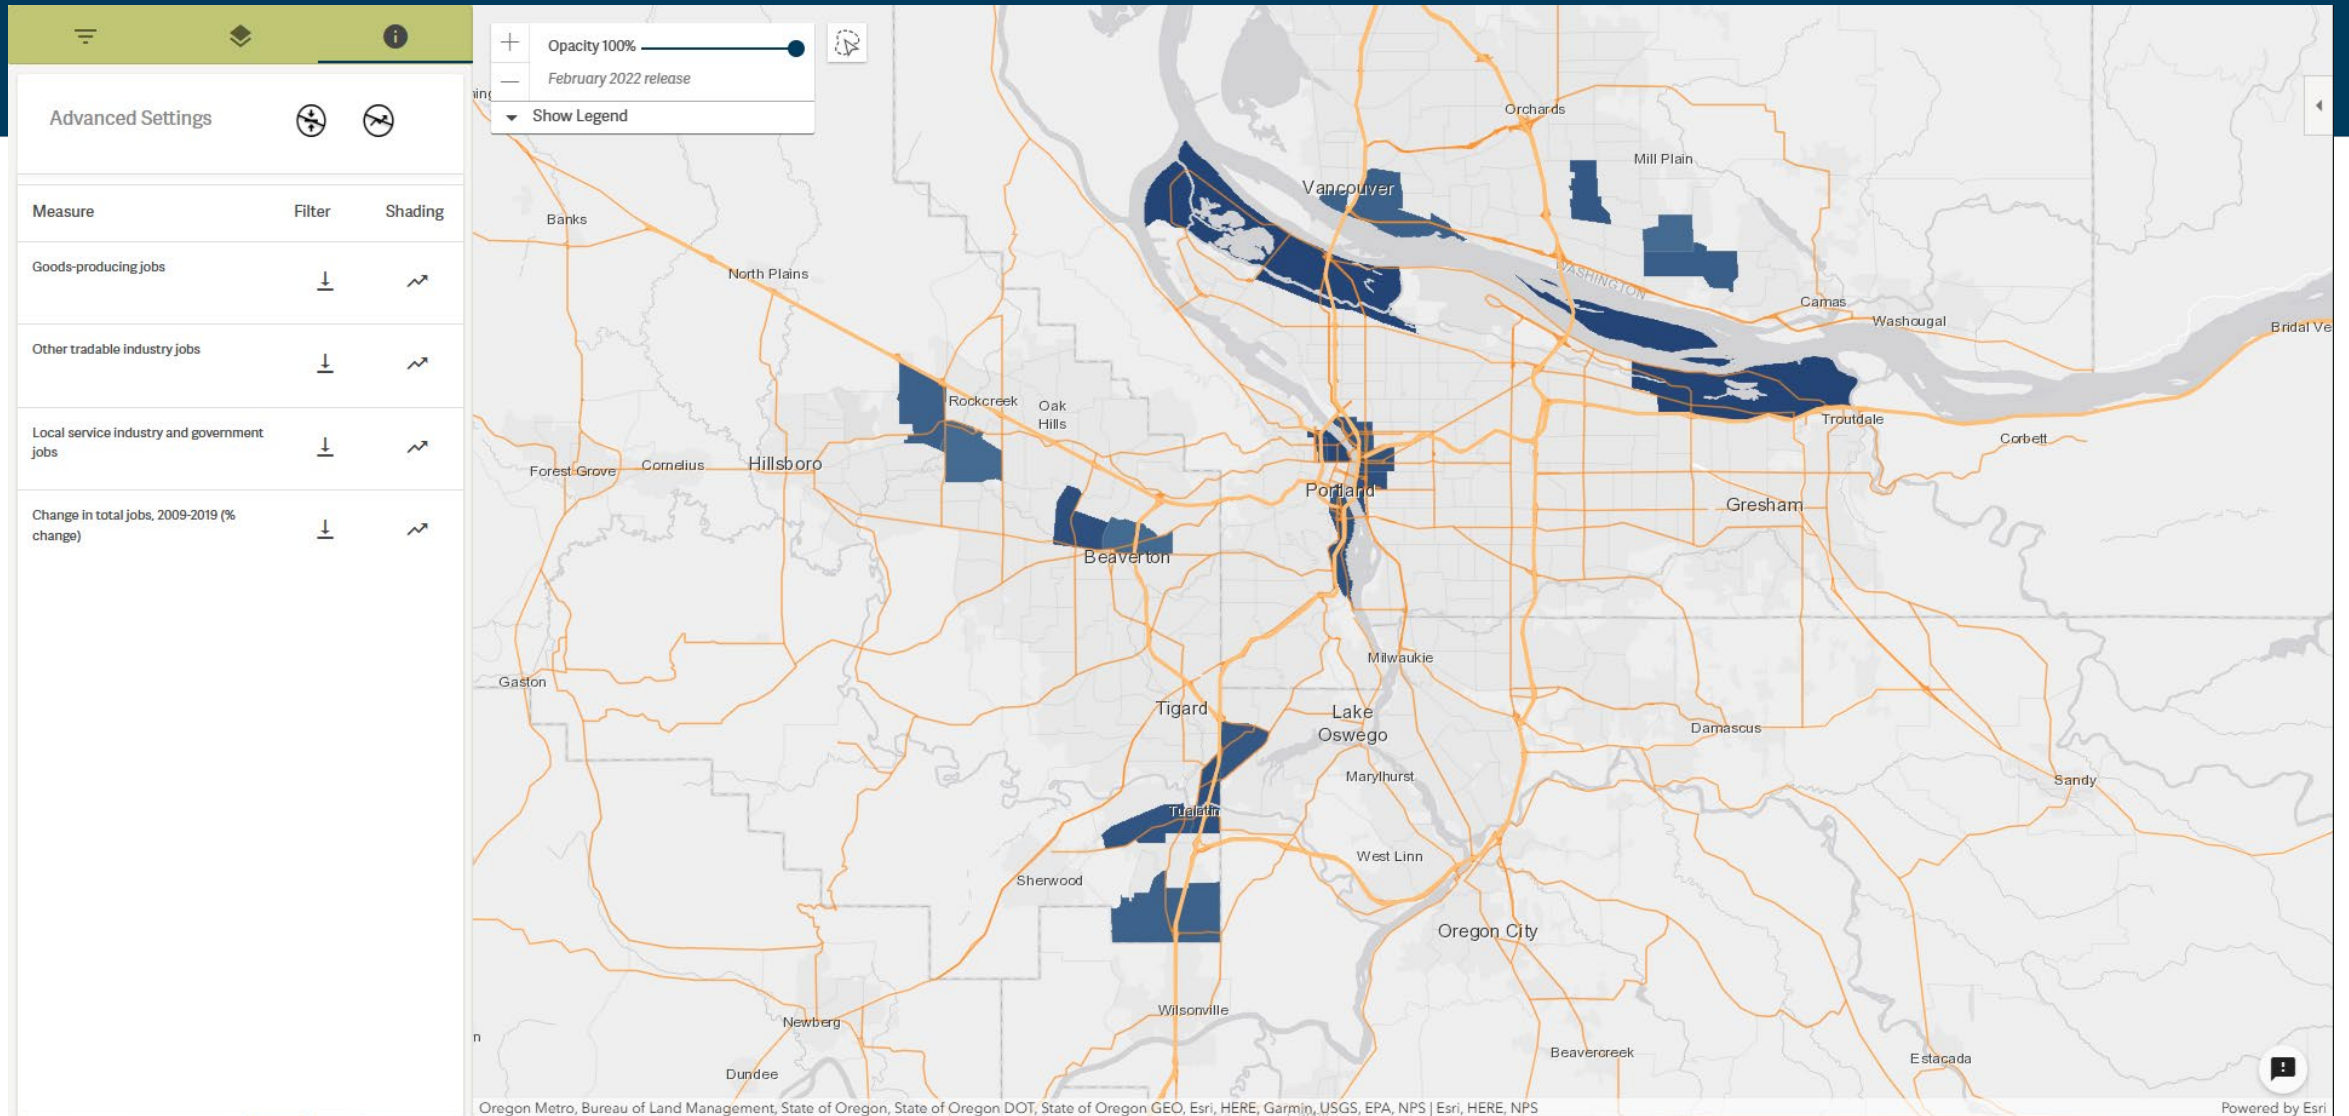 Advanced Settings
Measure Filter Shading
Goods-producing jobs
Other tradable industry jobs
Local service industry and government
jobs
Change in total jobs, 2009-2019 (%
change)
Opacity 100%
February 2022 release
Show Legend
Orchards
Mill Plain
Vancouver
Banks
North Plains
WASHINGTON
Camas
Washougal
Bridal Ve
Rockcreek
Oak
Hills
Troutdale
Corbett
Forest Grove
Cornelius
Hillsboro
Portland
Gresham
Beaverton
Milwaukie
Gaston
Tigard
Lake
Oswego
Damascus
Marylhurst
Sandy
Tualatin
West Linn
Sherwood
Oregon City
Wilsonville
Newberg
Beavercreek
Estacada
Dundee
Oregon Metro, Bureau of Land Management, State of Oregon, State of Oregon DOT, State of Oregon GEO, Esri, HERE, Garmin, USGS, EPA, NPS | Esri, HERE, NPS
Powered by Esri